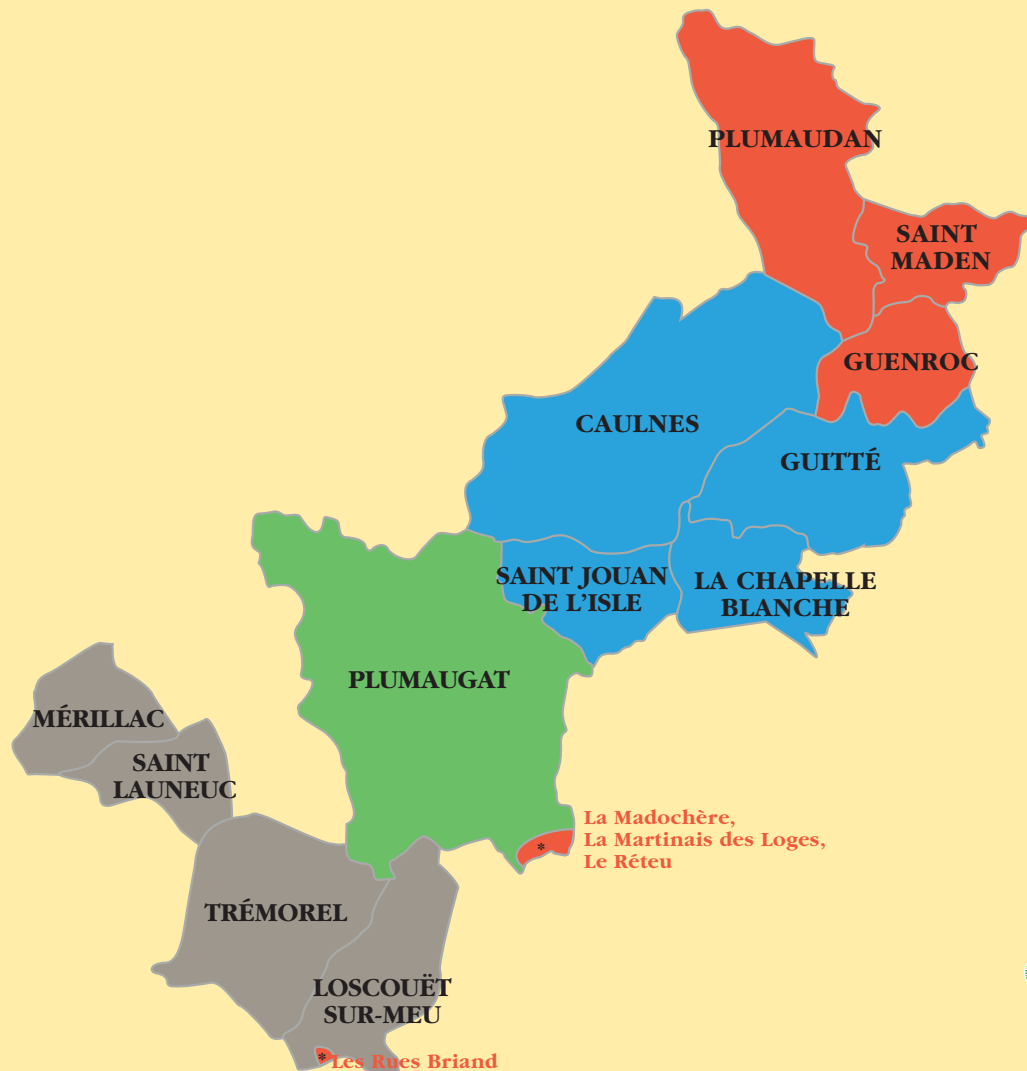 PLUMAUDAN
SAINT
MADEN
GUENROC
CAULNES
GUITTÉ
SAINT JOUAN
DE L'ISLE
LA CHAPELLE
BLANCHE
PLUMAUGAT
MÉRILLAC
SAINT
LAUNEUC
La Madochère,
La Martinais des Loges,
Le Réteu
*
TRÉMOREL
LOSCOUËT
SUR-MEU
* Les Rues Briand